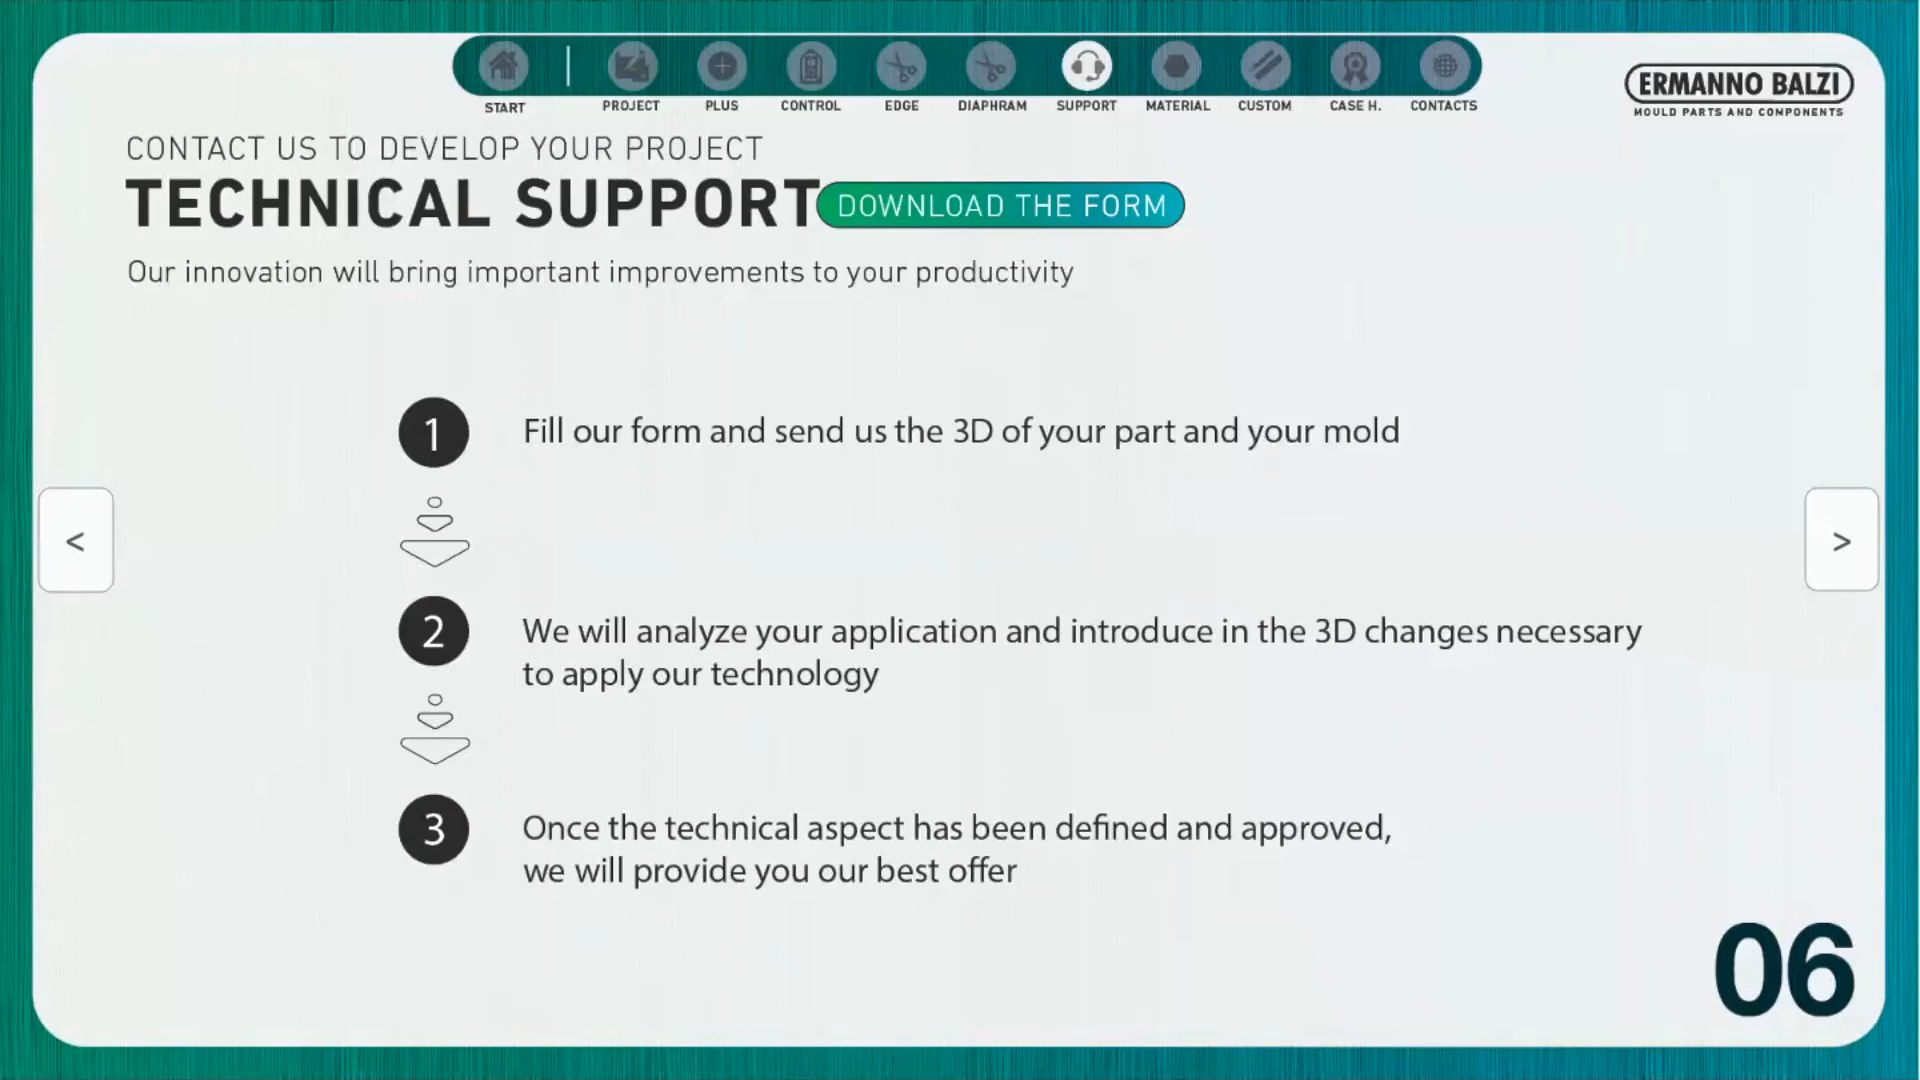 START
PROJECT
PLUS
CONTROL
EDGE
DIAPHRAM
SUPPORT
MATERIAL
CUSTOM
CASE H.
CONTACTS
ERMANNO BALZI
MOULD PARTS AND COMPONENTS
CONTACT US TO DEVELOP YOUR PROJECT
TECHNICAL SUPPORT
DOWNLOAD THE FORM
Our innovation will bring important improvements to your productivity
1
Fill our form and send us the 3D of your part and your mold
<
>
2
We will analyze your application and introduce in the 3D changes necessary
to apply our technology
3
Once the technical aspect has been defined and approved,
we will provide you our best offer
06